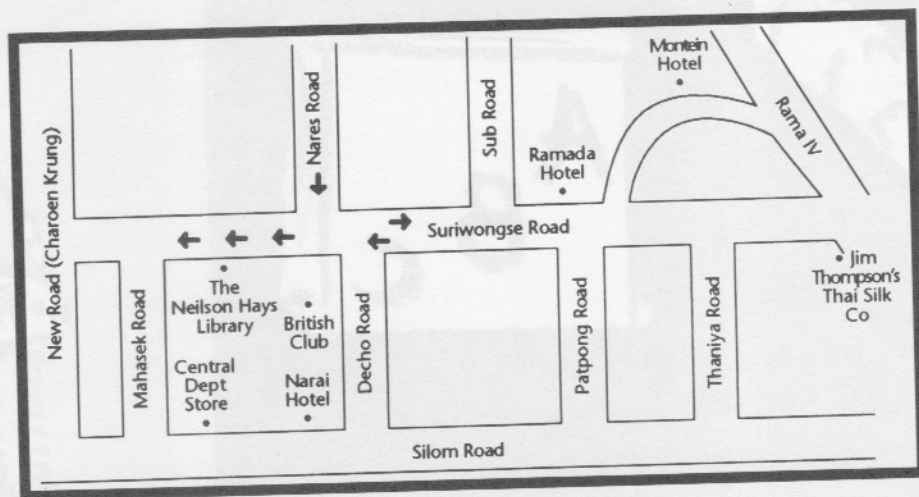 Montein
Hotel
Rama IV
Nares Road
Sub Road
Ramada
Hotel
New Road (Charoen Krung)
Suriwongse Road
The
Neilson Hays
Library
British
Club
Jim
Thompson's
Thai Silk
Co
Mahasek Road
Central
Dept
Store
Narai
Hotel
Decho Road
Patpong Road
Thaniya Road
Silom Road